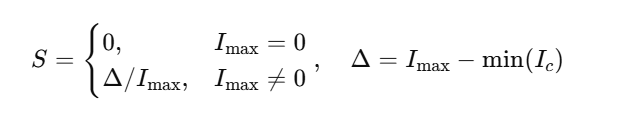 S = { 0, I_max = 0
Δ/I_max, I_max ≠ 0 , Δ = I_max − min(I_c)